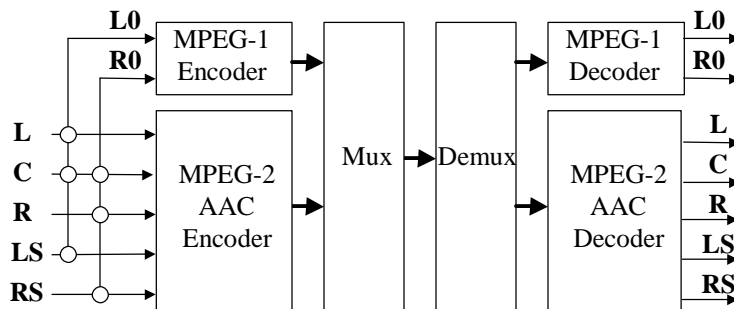 L0
R0
MPEG-1
Encoder
L
C
R
LS
RS
MPEG-2
AAC
Encoder
Mux
Demux
MPEG-1
Decoder
L0
R0
MPEG-2
AAC
Decoder
L
C
R
LS
RS